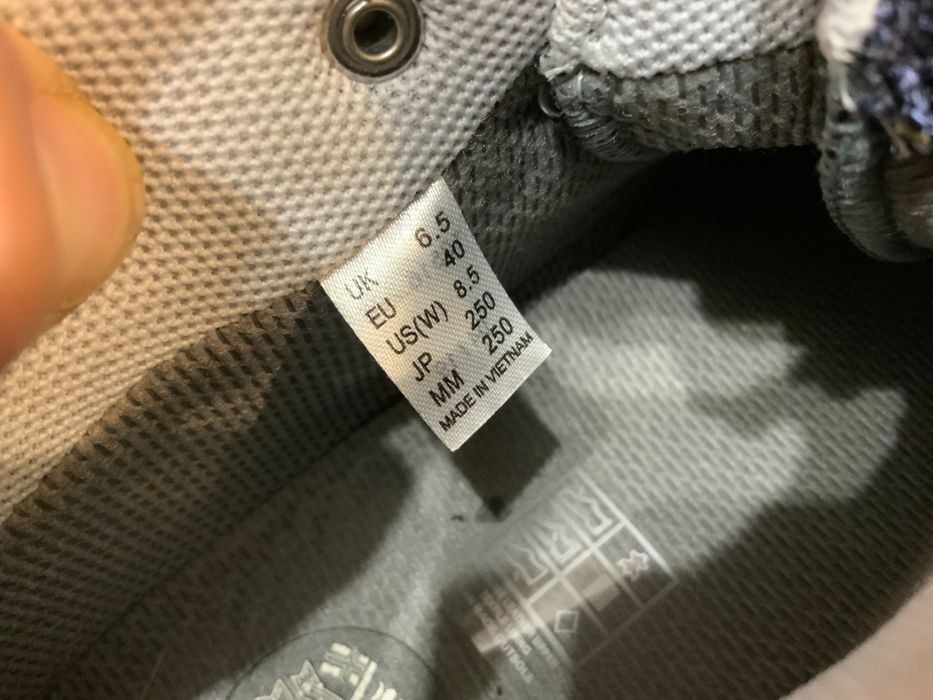 UK 6.5
EU 40
US(W) 8.5
JP 250
MM 250
MADE IN VIETNAM